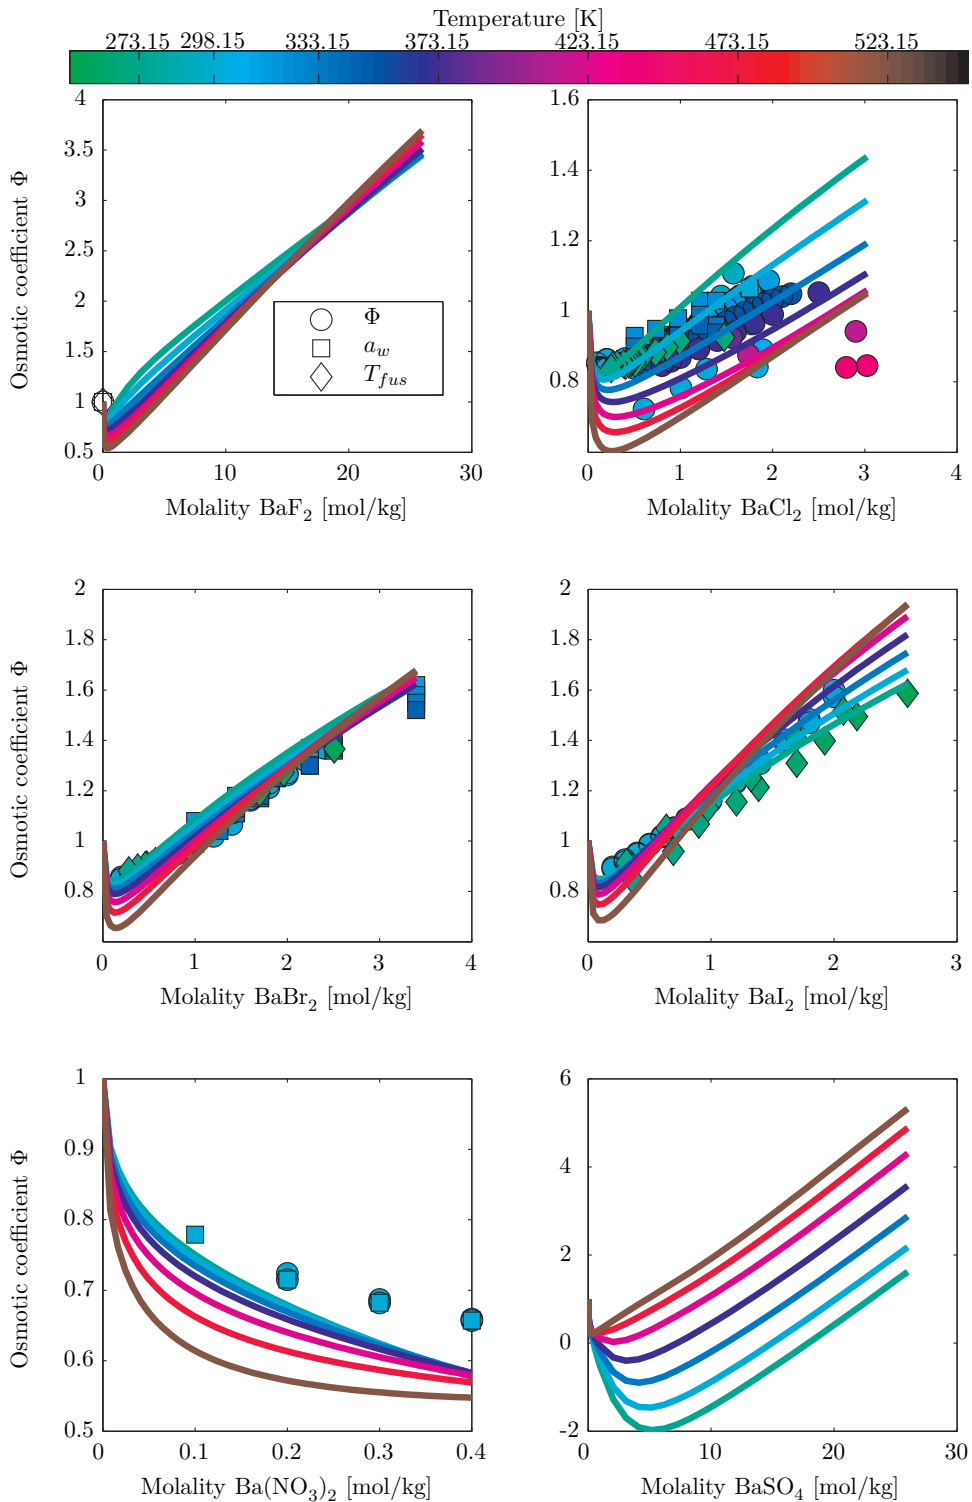 Temperature [K]
273.15 298.15 333.15 373.15 423.15 473.15 523.15
4
3.5
3
2.5
2
1.5
1
0.5
0 10 20 30
Osmotic coefficient Φ
Molality BaF₂ [mol/kg]
Φ
a_w
T_fus
1.6
1.4
1.2
1
0.8
0 1 2 3 4
Molality BaCl₂ [mol/kg]
2
1.8
1.6
1.4
1.2
1
0.8
0 1 2 3 4
Osmotic coefficient Φ
Molality BaBr₂ [mol/kg]
2
1.8
1.6
1.4
1.2
1
0.8
0 1 2 3
Molality BaI₂ [mol/kg]
1
0.9
0.8
0.7
0.6
0.5
0 0.1 0.2 0.3 0.4
Osmotic coefficient Φ
Molality Ba(NO₃)₂ [mol/kg]
6
4
2
0
-2
0 10 20 30
Molality BaSO₄ [mol/kg]